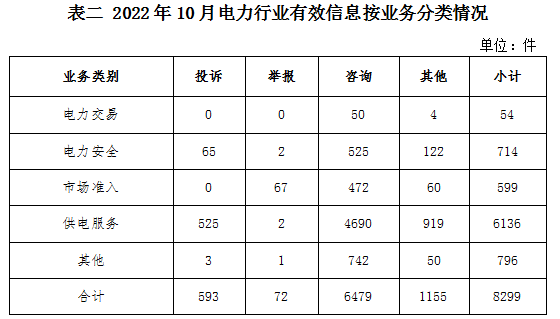 表二 2022年10月电力行业有效信息按业务分类情况
单位：件
业务类别 投诉 举报 咨询 其他 小计
电力交易 0 0 50 4 54
电力安全 65 2 525 122 714
市场准入 0 67 472 60 599
供电服务 525 2 4690 919 6136
其他 3 1 742 50 796
合计 593 72 6479 1155 8299